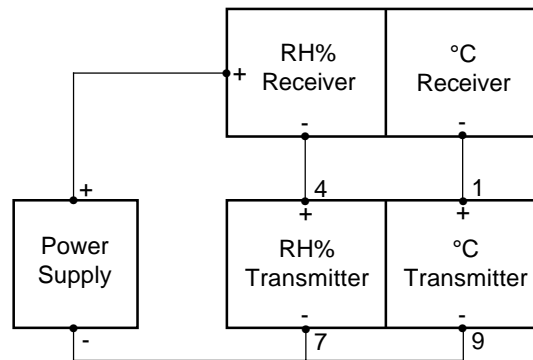 RH%
Receiver
°C
Receiver
+
-
-
+
4
1
+
+
Power
Supply
RH%
Transmitter
°C
Transmitter
-
-
-
7
9